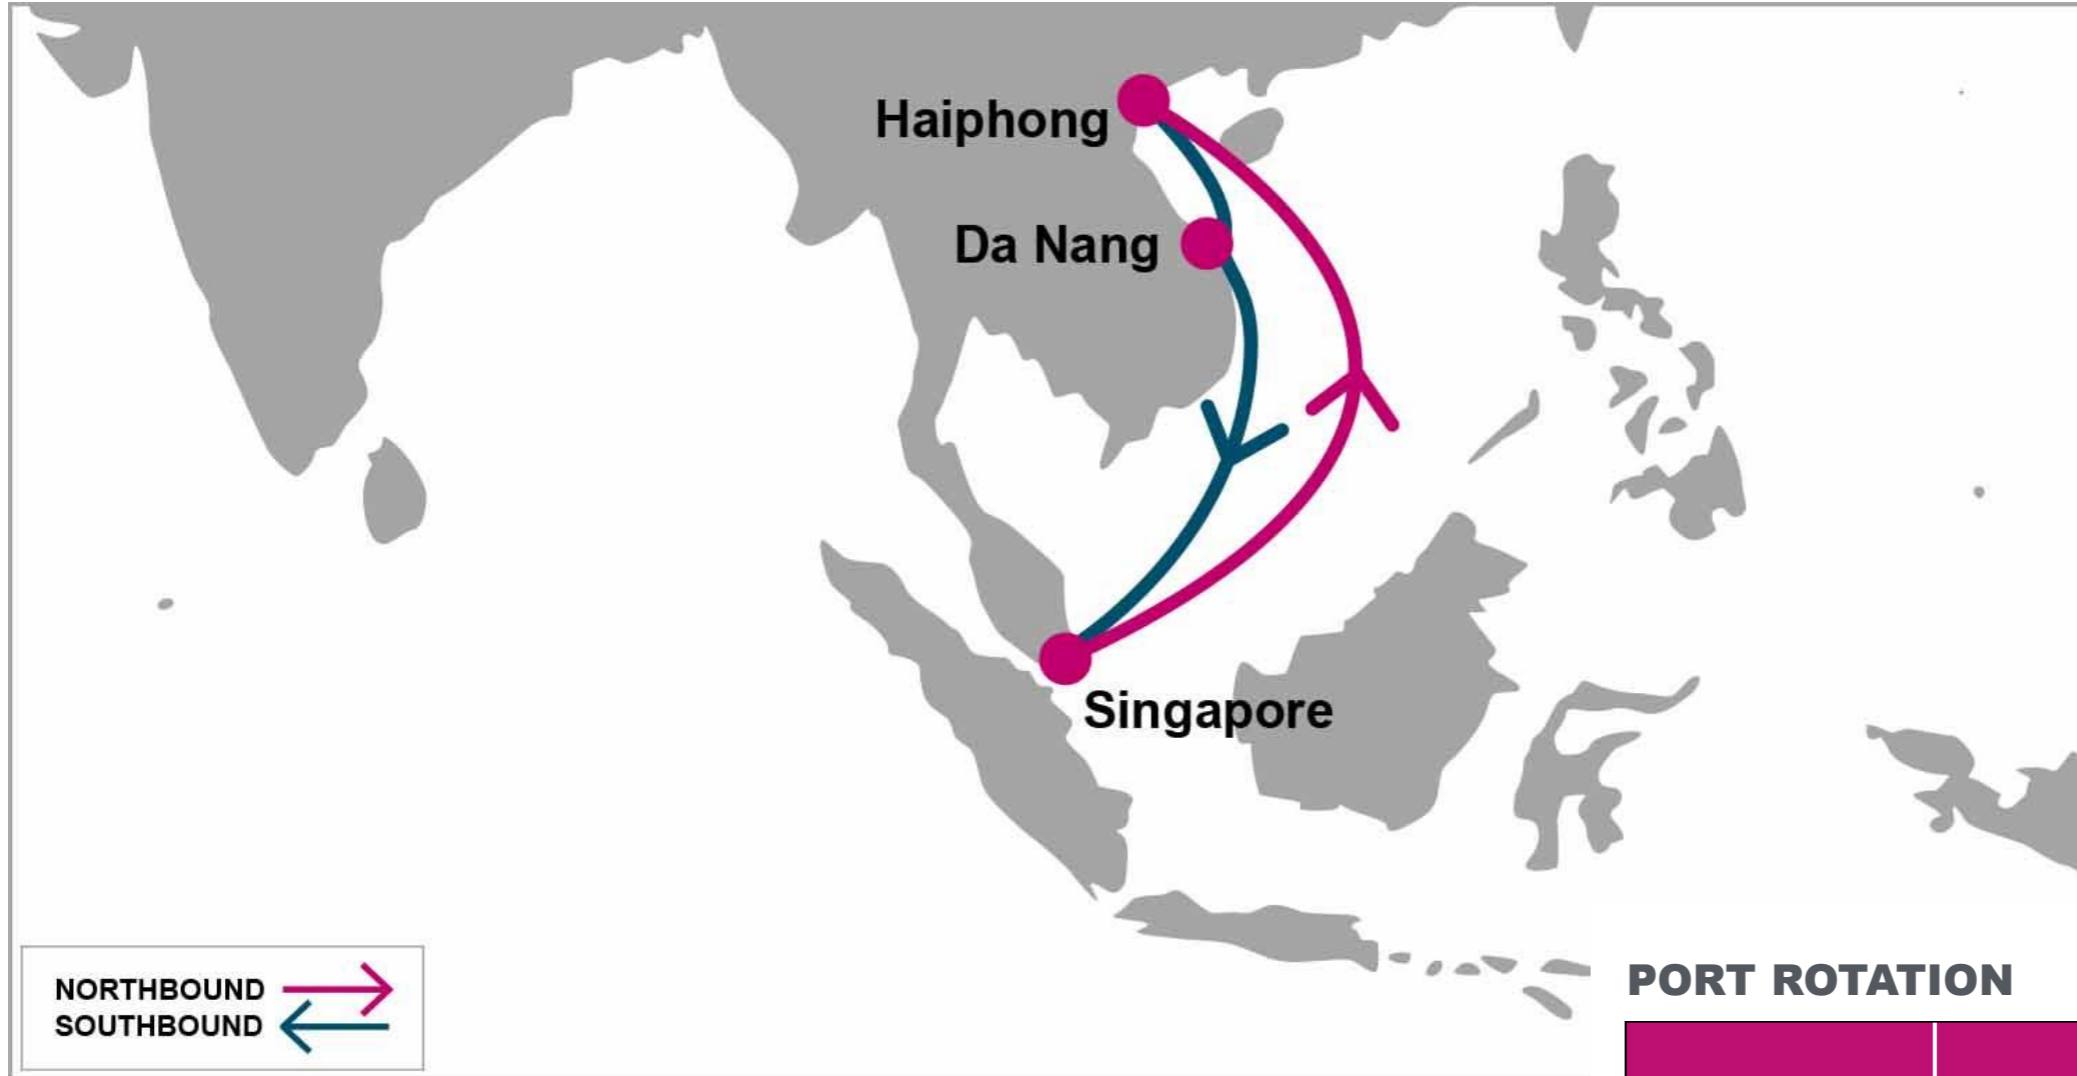 Haiphong
Da Nang
Singapore
NORTHBOUND
SOUTHBOUND
PORT ROTATION